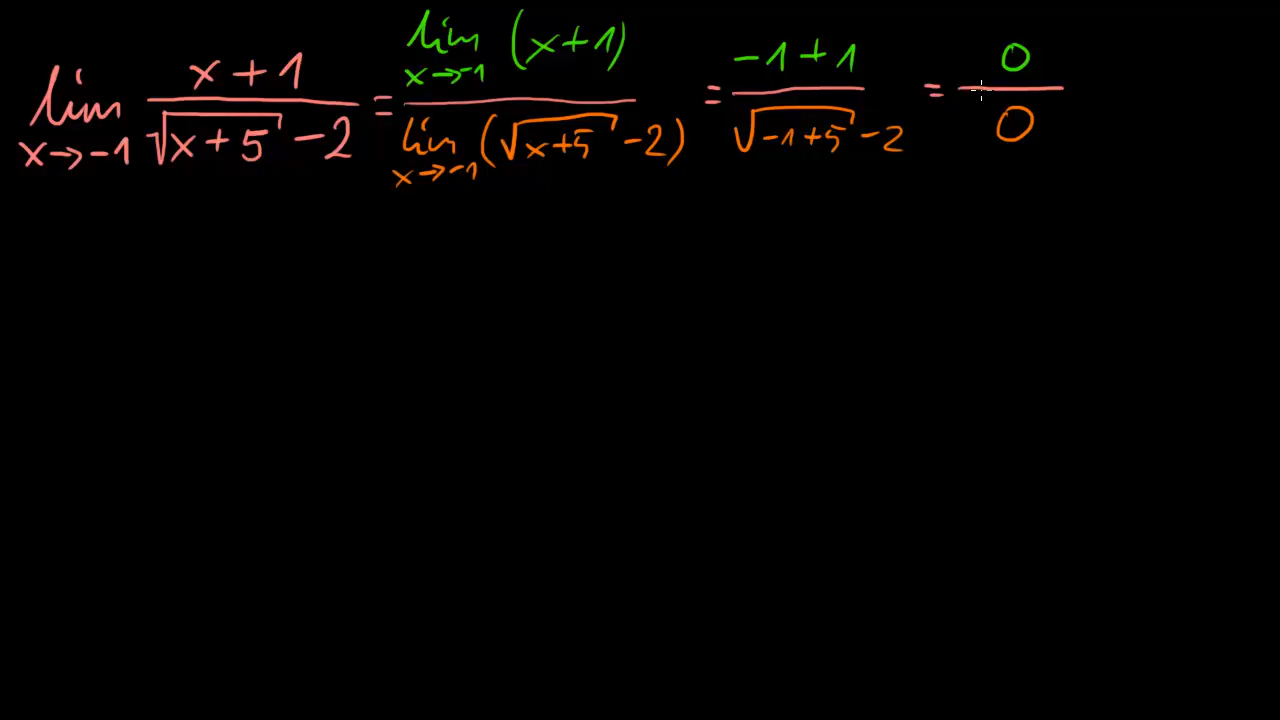 lim x→-1 (x+1)/(√(x+5) -2) = lim x→-1 (x+1) / lim x→-1 (√(x+5) -2) = (-1+1)/(√(-1+5) -2) = 0/0